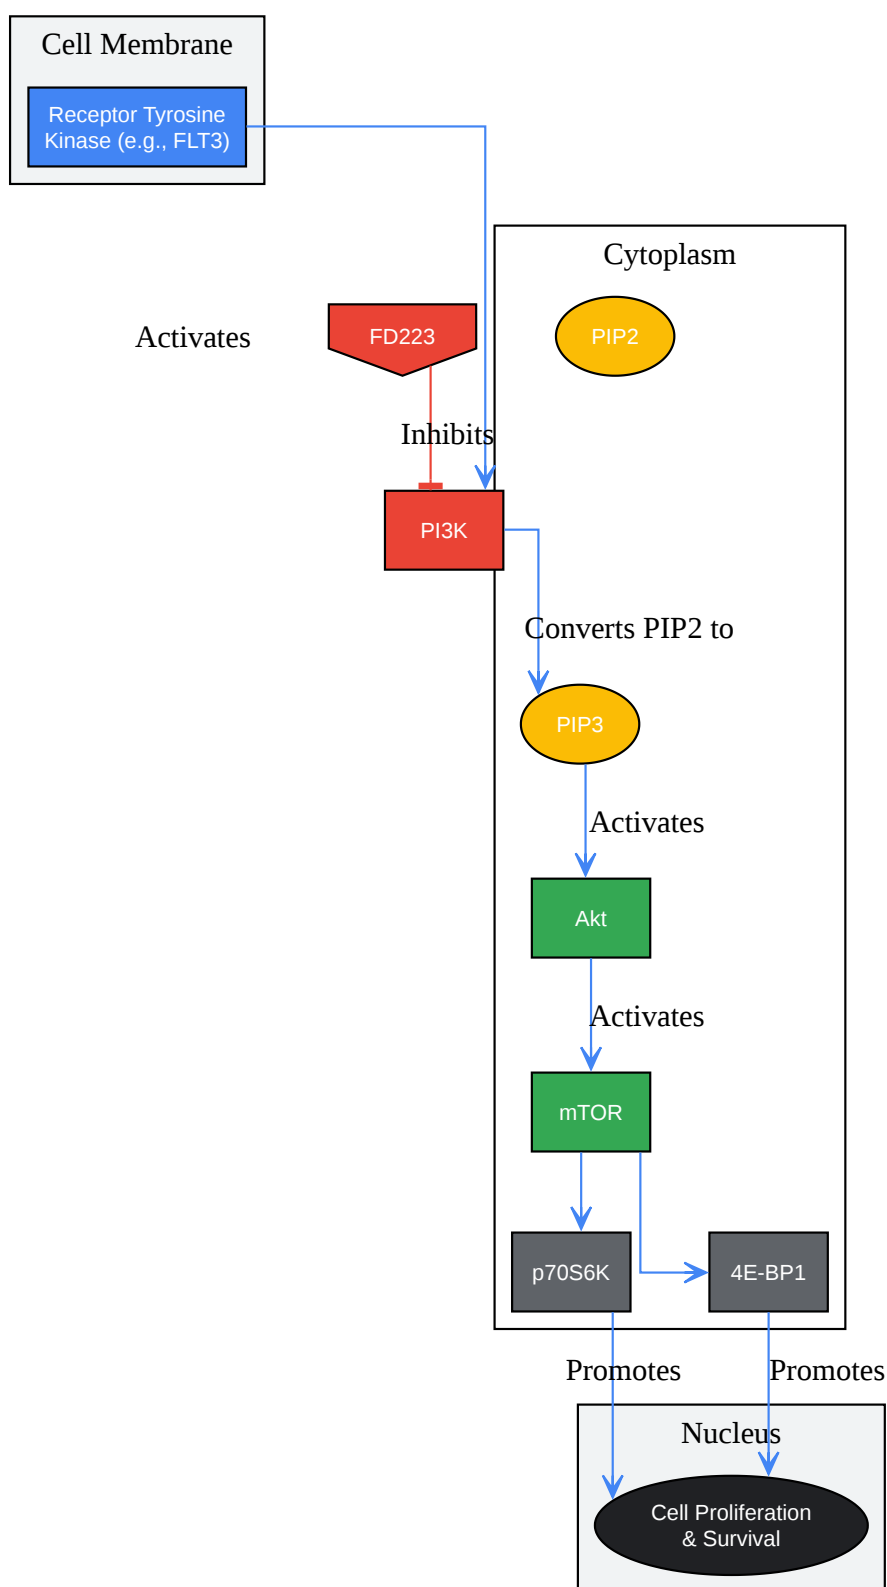 Cell Membrane
Receptor Tyrosine
Kinase (e.g., FLT3)
Cytoplasm
Activates
FD223
PIP2
Inhibits
PI3K
Converts PIP2 to
PIP3
Activates
Akt
Activates
mTOR
p70S6K
4E-BP1
Promotes
Promotes
Nucleus
Cell Proliferation
& Survival